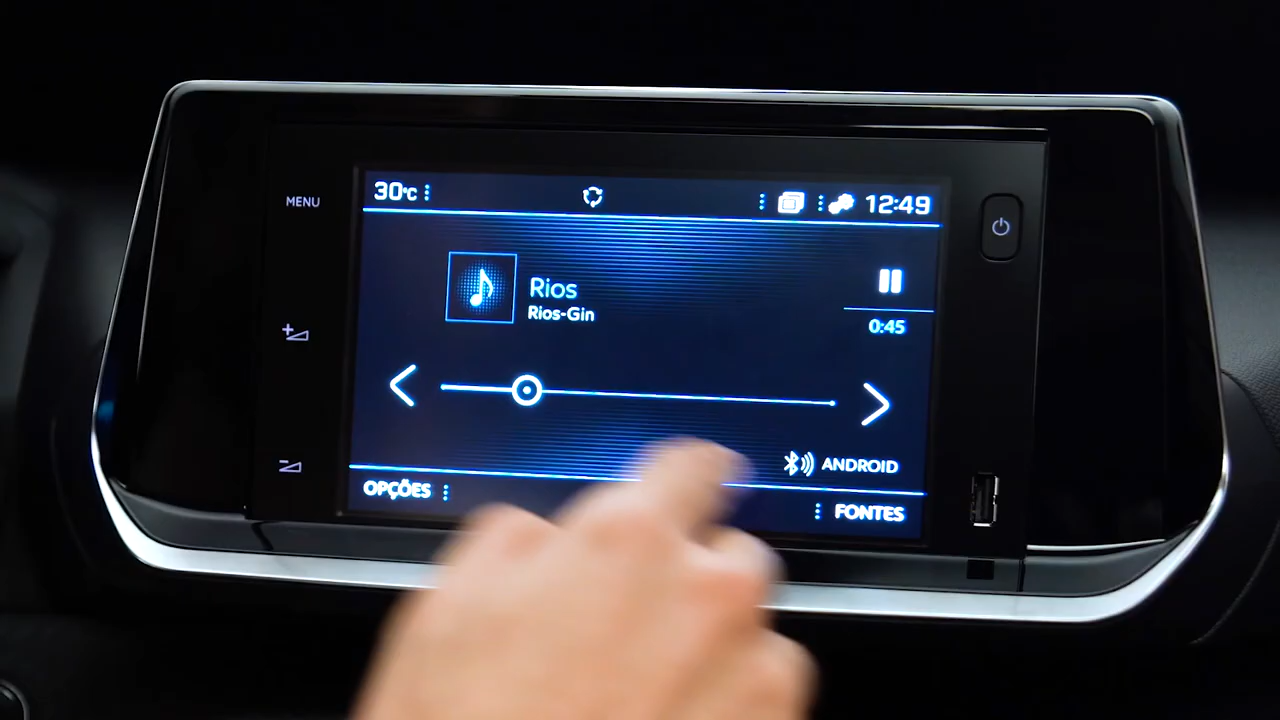 MENU
30°C
12:49
Rios
Rios-Gin
0:45
ANDROID
OPÇÕES
FONTES